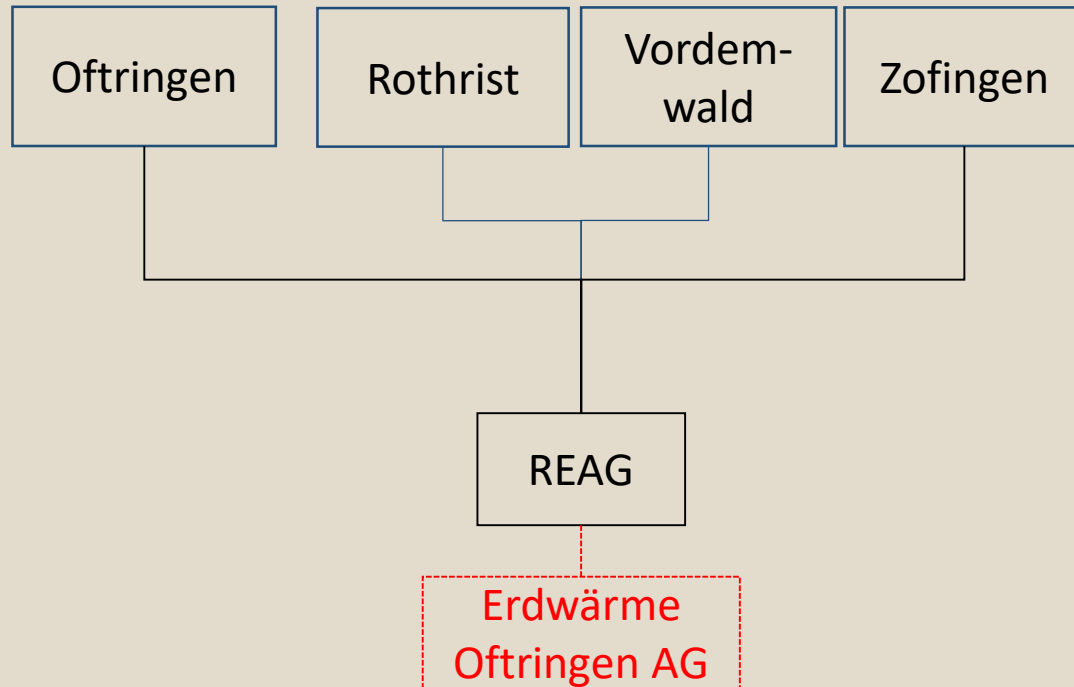 Oftringen
Rothrist
Vordem-
wald
Zofingen
REAG
Erdwärme
Oftringen AG